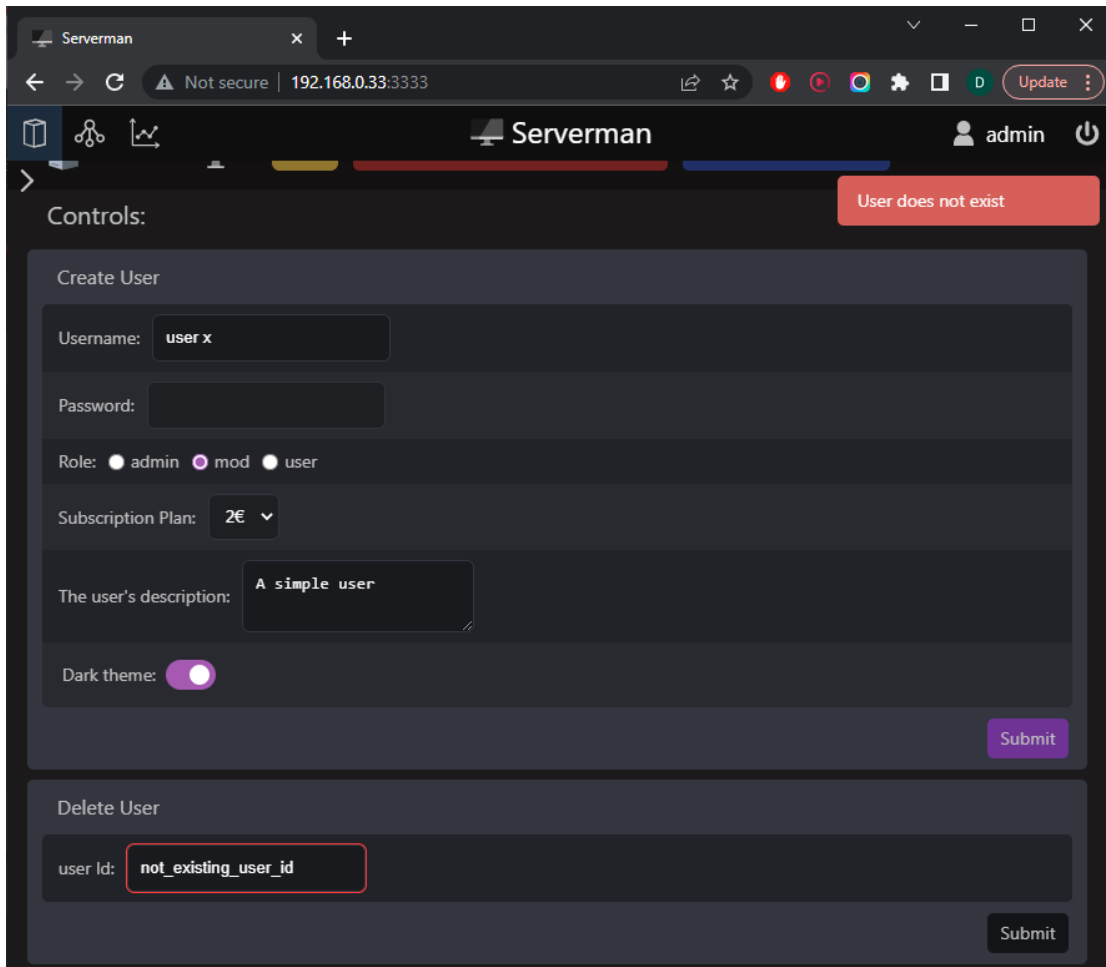 Serverman
Not secure | 192.168.0.33:3333
D
Update
Serverman
admin
User does not exist
Controls:
Create User
Username: user x
Password:
Role: admin mod user
Subscription Plan: 2€
The user's description: A simple user
Dark theme:
Submit
Delete User
user Id: not_existing_user_id
Submit